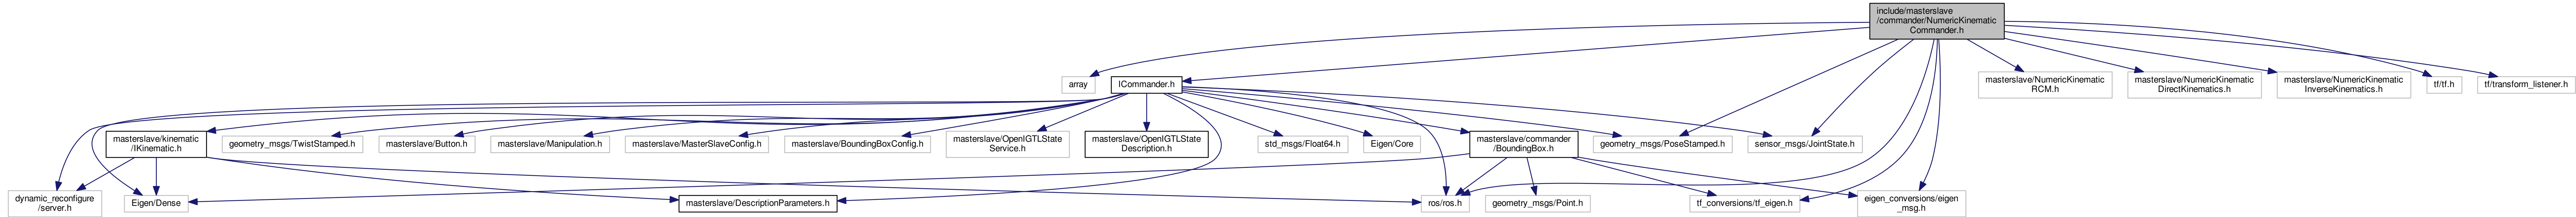 include/masterslave
/commander/NumericKinematic
Commander.h
array
ICommander.h
masterslave/NumericKinematic
RCM.h
masterslave/NumericKinematic
DirectKinematics.h
masterslave/NumericKinematic
InverseKinematics.h
tf/tf.h
tf/transform_listener.h
masterslave/kinematic
/IKinematic.h
geometry_msgs/TwistStamped.h
masterslave/Button.h
masterslave/Manipulation.h
masterslave/MasterSlaveConfig.h
masterslave/BoundingBoxConfig.h
masterslave/OpenIGTLState
Service.h
masterslave/OpenIGTLState
Description.h
std_msgs/Float64.h
Eigen/Core
masterslave/commander
/BoundingBox.h
geometry_msgs/PoseStamped.h
sensor_msgs/JointState.h
dynamic_reconfigure
/server.h
Eigen/Dense
masterslave/DescriptionParameters.h
ros/ros.h
geometry_msgs/Point.h
tf_conversions/tf_eigen.h
eigen_conversions/eigen
_msg.h